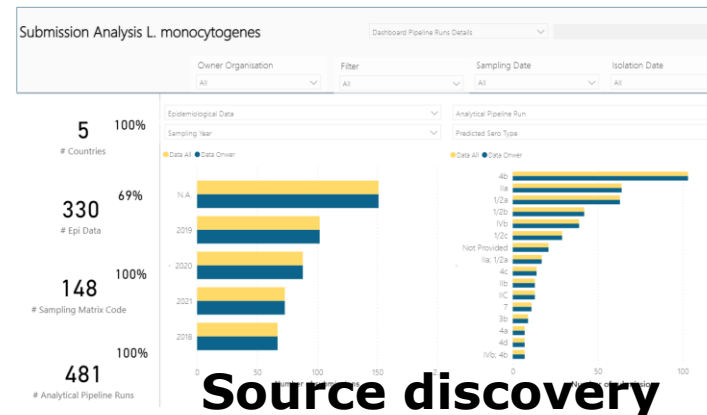 Submission Analysis L. monocytogenes
Dashboard Pipeline Runs Details
Owner Organisation
All
Filter
All
Sampling Date
All
Isolation Date
All
5 100%
# Countries
330 69%
# Epi Data
148 100%
# Sampling Matrix Code
481 100%
# Analytical Pipeline Runs
Epidemiological Data
Sampling Year
Data All Data Onwer
N.A.
2019
2020
2021
2018
0 50 100 150
Number of submissions
Analytical Pipeline Run
Predicted Sero Type
Data All Data Onwer
4b
IIa
1/2a
1/2b
IVb
1/2c
Not Provided
IIa; 1/2a
4c
IIb
IIC
7
3b
4a
4d
IVb; 4b
0 50 100
Source discovery